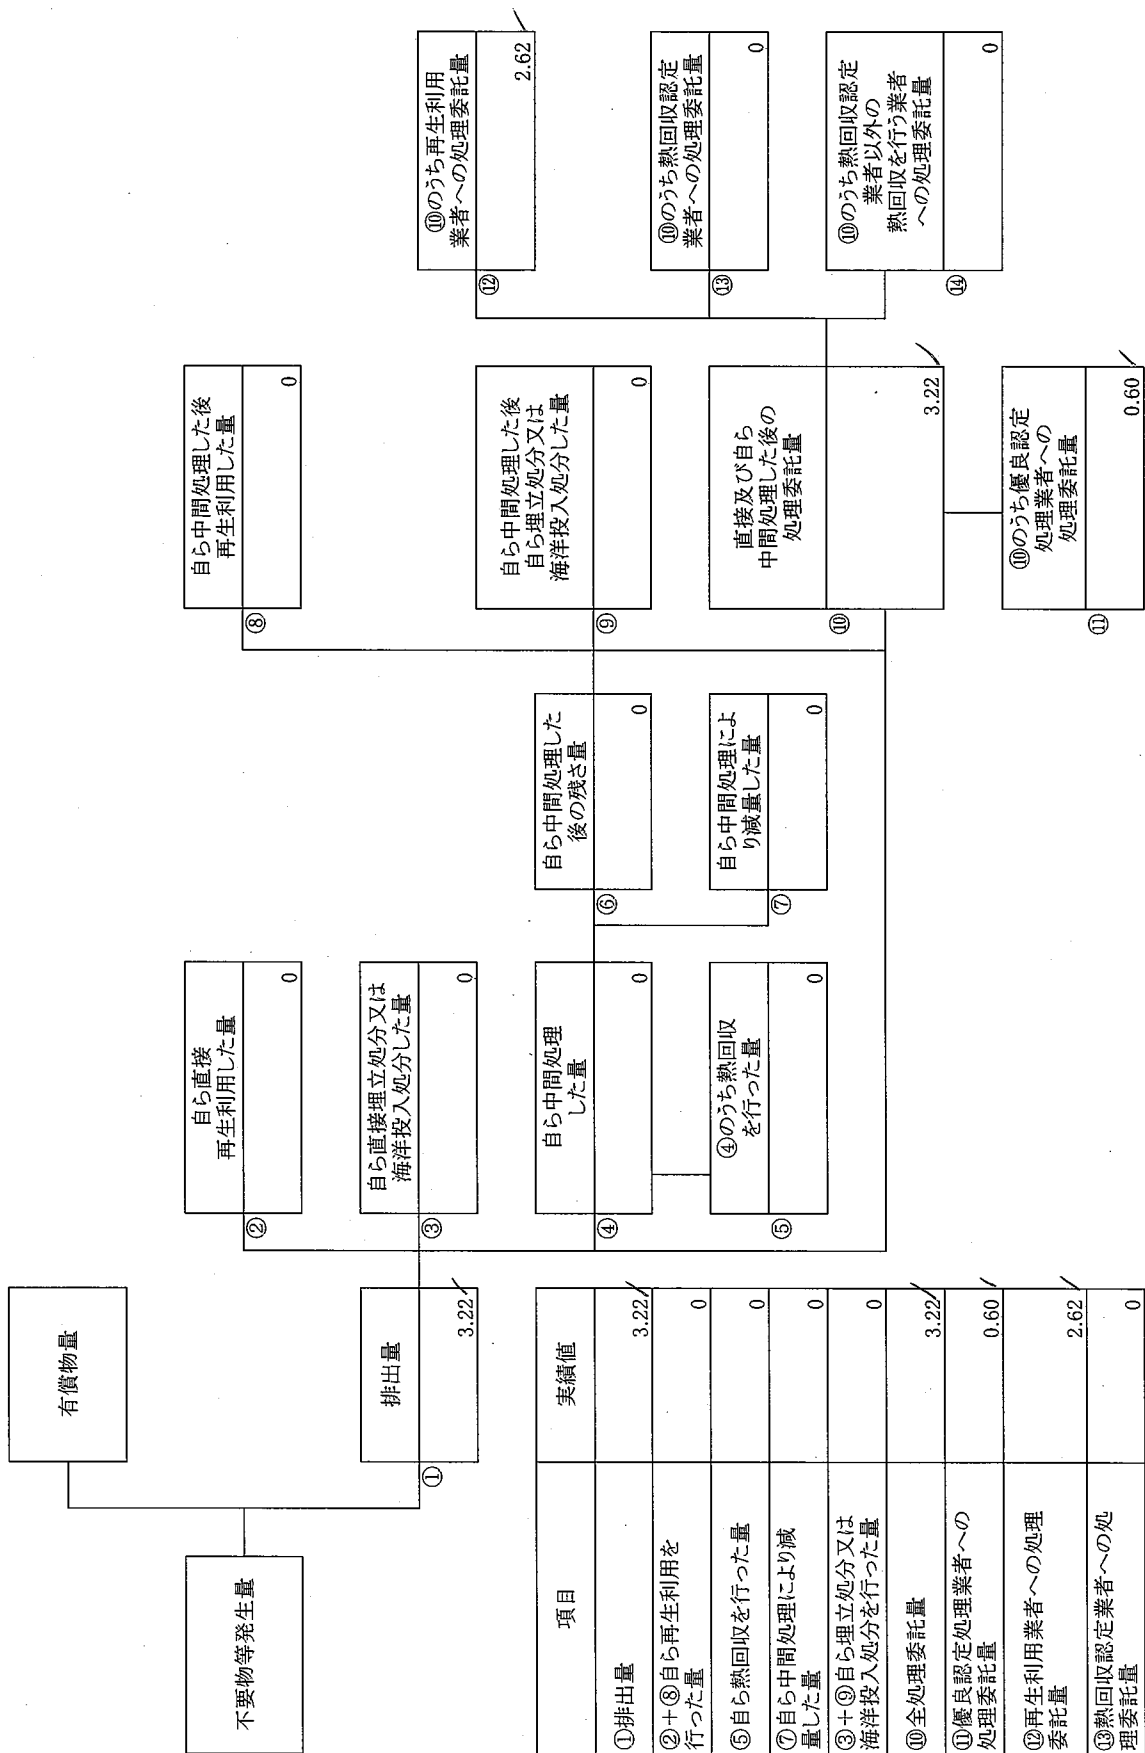 不要物等発生量
有償物量
排出量
①
3.22
自ら直接
再生利用した量
②
0
自ら直接埋立処分又は
海洋投入処分した量
③
0
自ら中間処理
した量
④
0
④のうち熱回収
を行った量
⑤
0
自ら中間処理した
後の残さ量
⑥
0
自ら中間処理によ
り減量した量
⑦
0
自ら中間処理した後
再生利用した量
⑧
0
自ら中間処理した後
自ら埋立処分又は
海洋投入処分した量
⑨
0
直接及び自ら
中間処理した後の
処理委託量
⑩
3.22
⑩のうち優良認定
処理業者への
処理委託量
⑪
0.60
⑩のうち再生利用
業者への処理委託量
⑫
2.62
⑩のうち熱回収認定
業者への処理委託量
⑬
0
⑩のうち熱回収認定
業者以外の
熱回収を行う業者
への処理委託量
⑭
0
項目 実績値
①排出量 3.22
②+⑧自ら再生利用を
行った量 0
⑤自ら熱回収を行った量 0
⑦自ら中間処理により減
量した量 0
③+⑨自ら埋立処分又は
海洋投入処分を行った量 0
⑩全処理委託量 3.22
⑪優良認定処理業者への
処理委託量 0.60
⑫再生利用業者への処理
委託量 2.62
⑬熱回収認定業者への処
理委託量 0